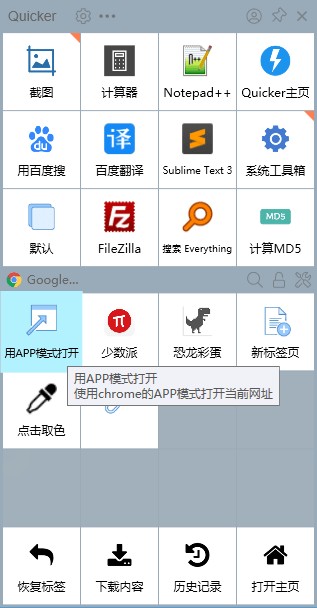 Quicker
截图
计算器
Notepad++
Quicker主页
用百度搜
百度翻译
Sublime Text 3
系统工具箱
默认
FileZilla
搜索 Everything
计算MD5
Google...
用APP模式打开
少数派
恐龙彩蛋
新标签页
用APP模式打开
使用chrome的APP模式打开当前网址
点击取色
恢复标签
下载内容
历史记录
打开主页